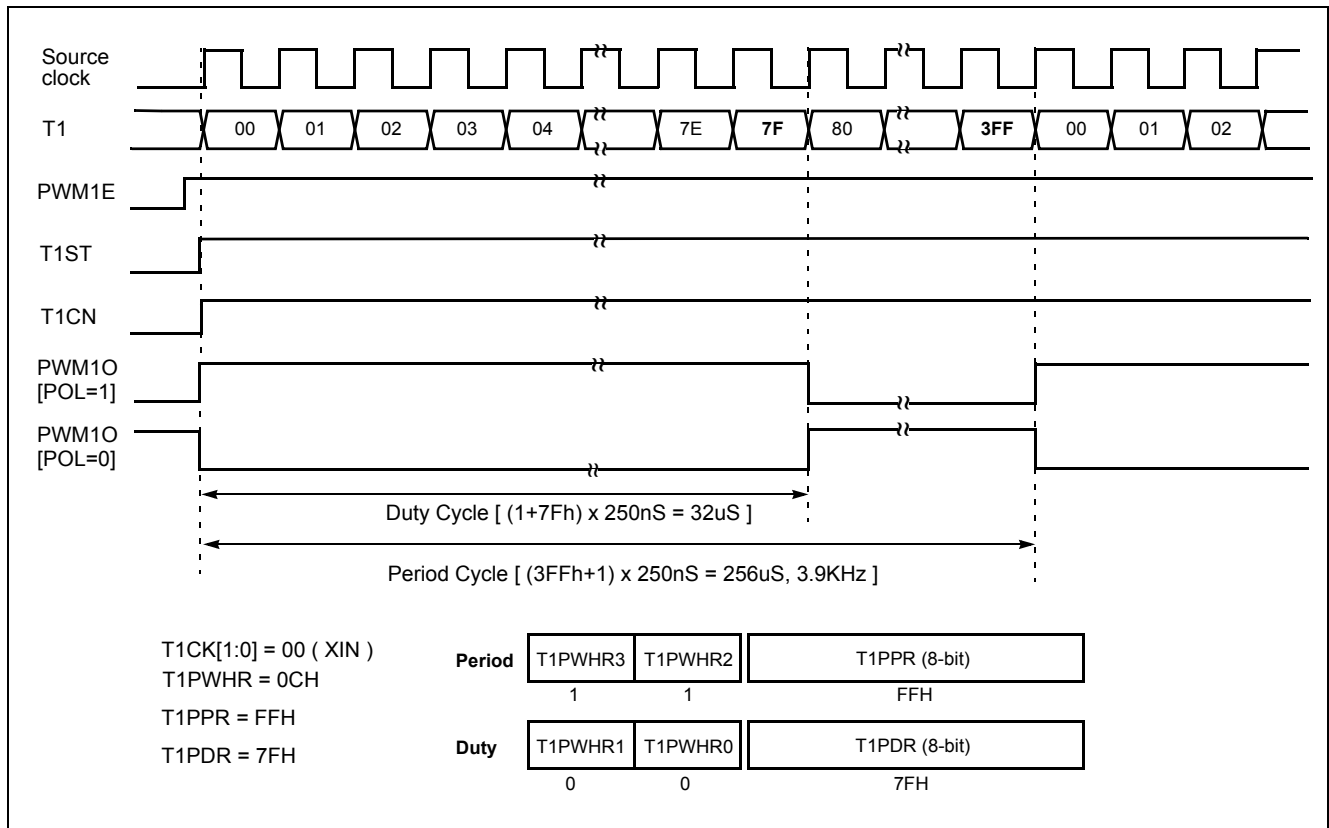 Source
clock
T1
00 01 02 03 04 7E 7F 80 3FF 00 01 02
PWM1E
T1ST
T1CN
PWM1O
[POL=1]
PWM1O
[POL=0]
Duty Cycle [ (1+7Fh) x 250nS = 32uS ]
Period Cycle [ (3FFh+1) x 250nS = 256uS, 3.9KHz ]
T1CK[1:0] = 00 ( XIN )
T1PWHR = 0CH
T1PPR = FFH
T1PDR = 7FH
Period T1PWHR3 T1PWHR2 T1PPR (8-bit)
1 1 FFH
Duty T1PWHR1 T1PWHR0 T1PDR (8-bit)
0 0 7FH